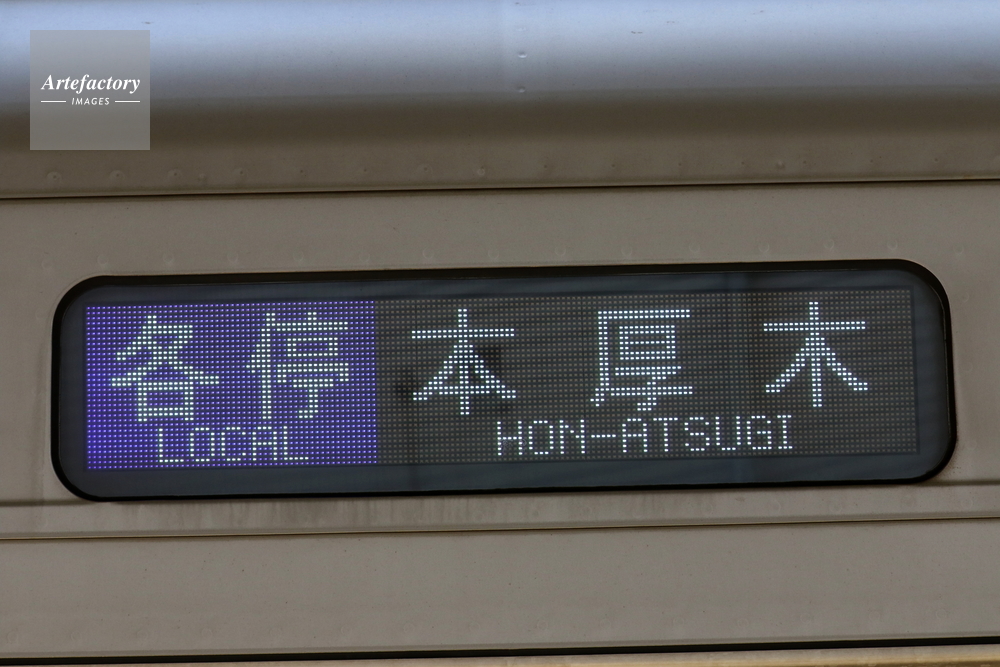 Artefactory
IMAGES
各停 本厚木
LOCAL HON-ATSUGI